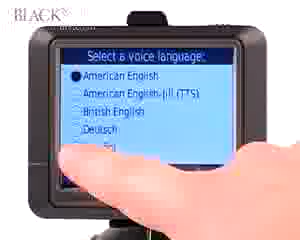 BLACK
Select a voice language:
American English
American English-Jill (TTS)
British English
Deutsch